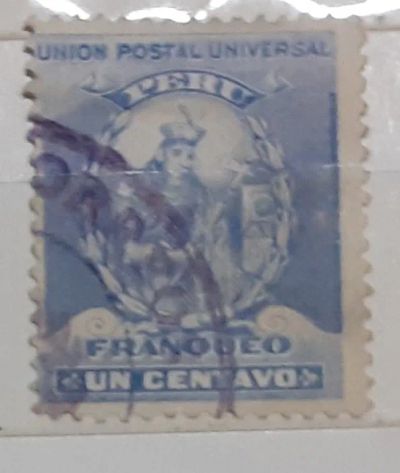 UNION POSTAL UNIVERSAL
PERU
FRANQUEO
UN CENTAVO